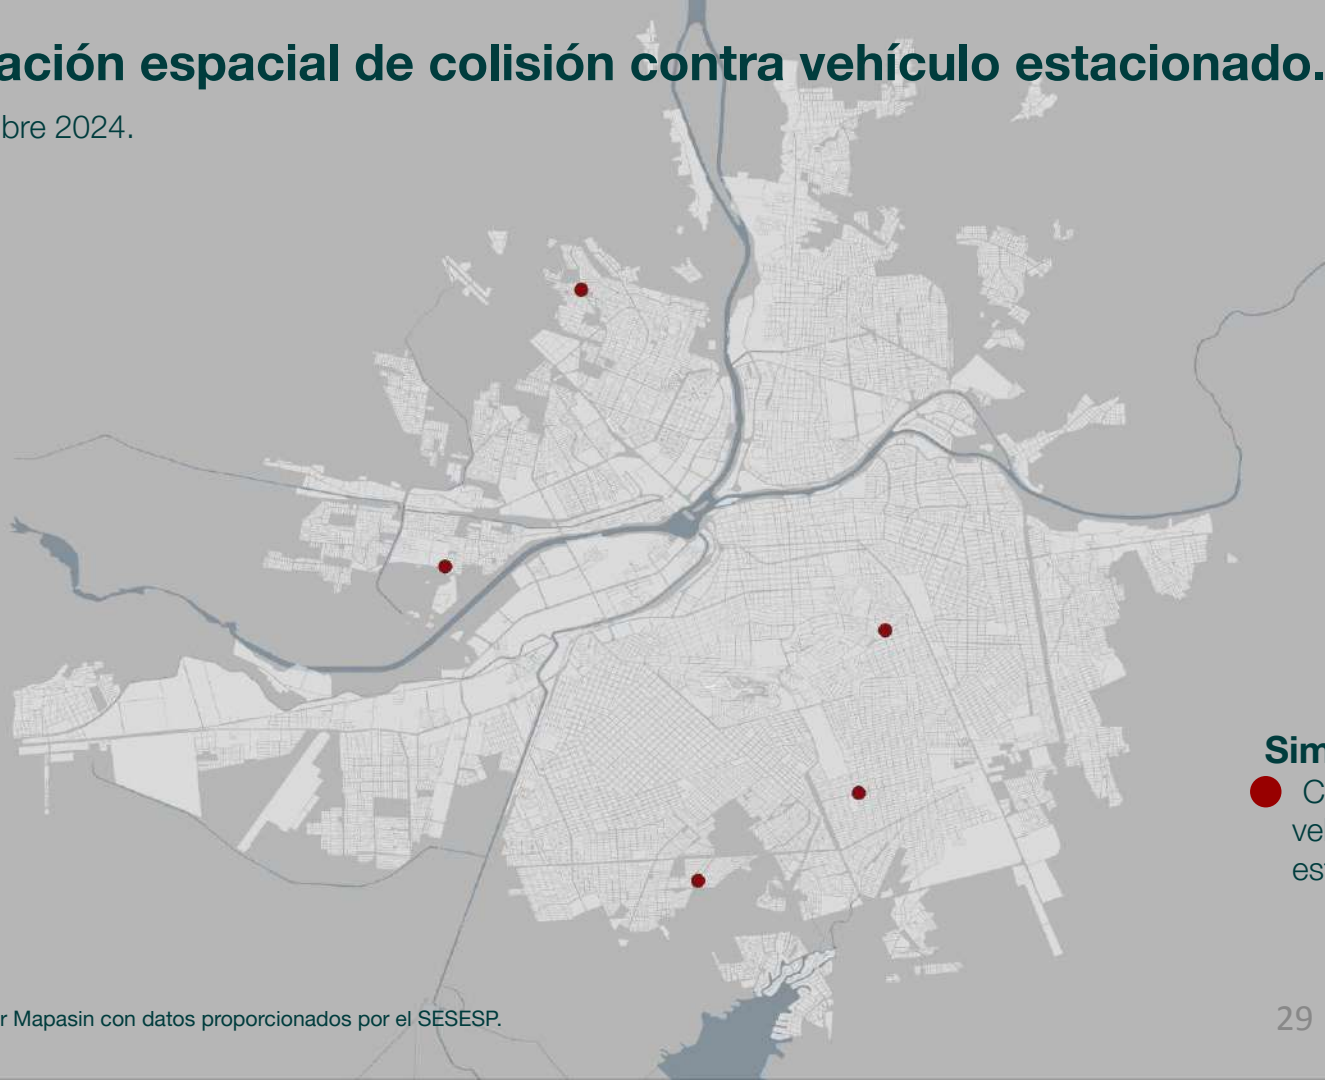 ación espacial de colisión contra vehículo estacionado.
bre 2024.
Sim
C
ve
es
r Mapasin con datos proporcionados por el SESESP.
29